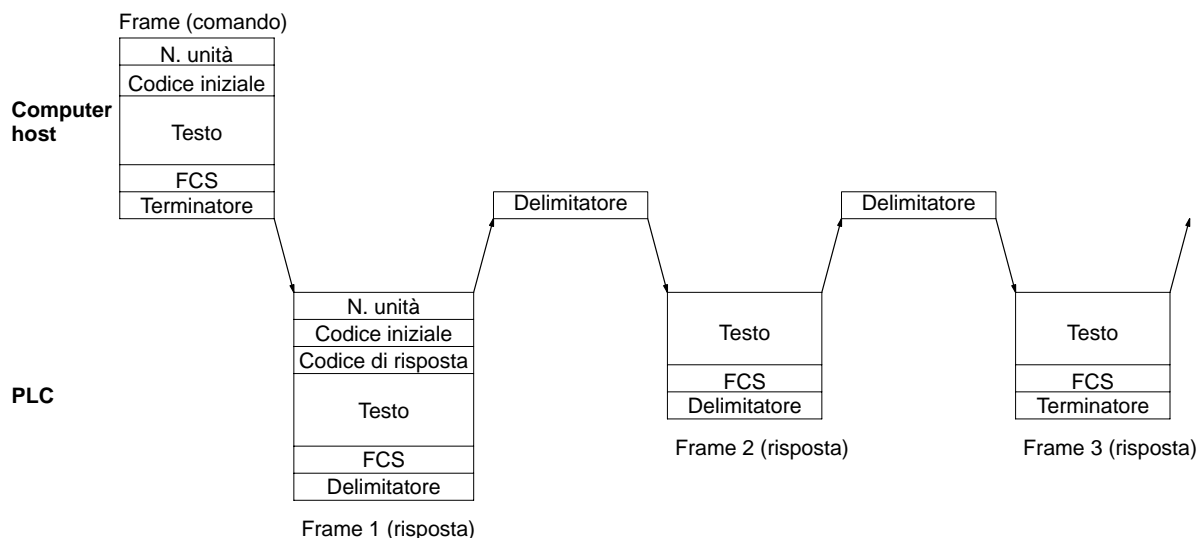 Frame (comando)
N. unità
Codice iniziale
Computer
host
Testo
FCS
Terminatore
Delimitatore
Delimitatore
PLC
N. unità
Codice iniziale
Codice di risposta
Testo
FCS
Delimitatore
Frame 1 (risposta)
Testo
FCS
Delimitatore
Frame 2 (risposta)
Testo
FCS
Terminatore
Frame 3 (risposta)